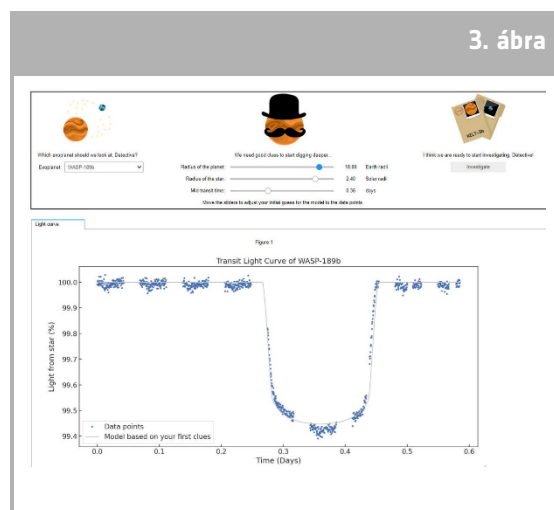 3. ábra
KELT-3b
Which exoplanet should we look at, Detective?
Exoplanet: WASP-189b
We need good clues to start digging deeper...
Radius of the planet: Earth radii
Radius of the star: 2.40 Solar radii
Mid-transit time: 0.36 days
Move the sliders to adjust your initial guess for the model to the data points.
I think we are ready to start investigating, Detective!
Investigate
Light curve
Figure 1
Transit Light Curve of WASP-189b
Light from star (%)
100.0
99.9
99.8
99.7
99.6
99.5
99.4
Data points
Model based on your first clues
0.0 0.1 0.2 0.3 0.4 0.5 0.6
Time (Days)